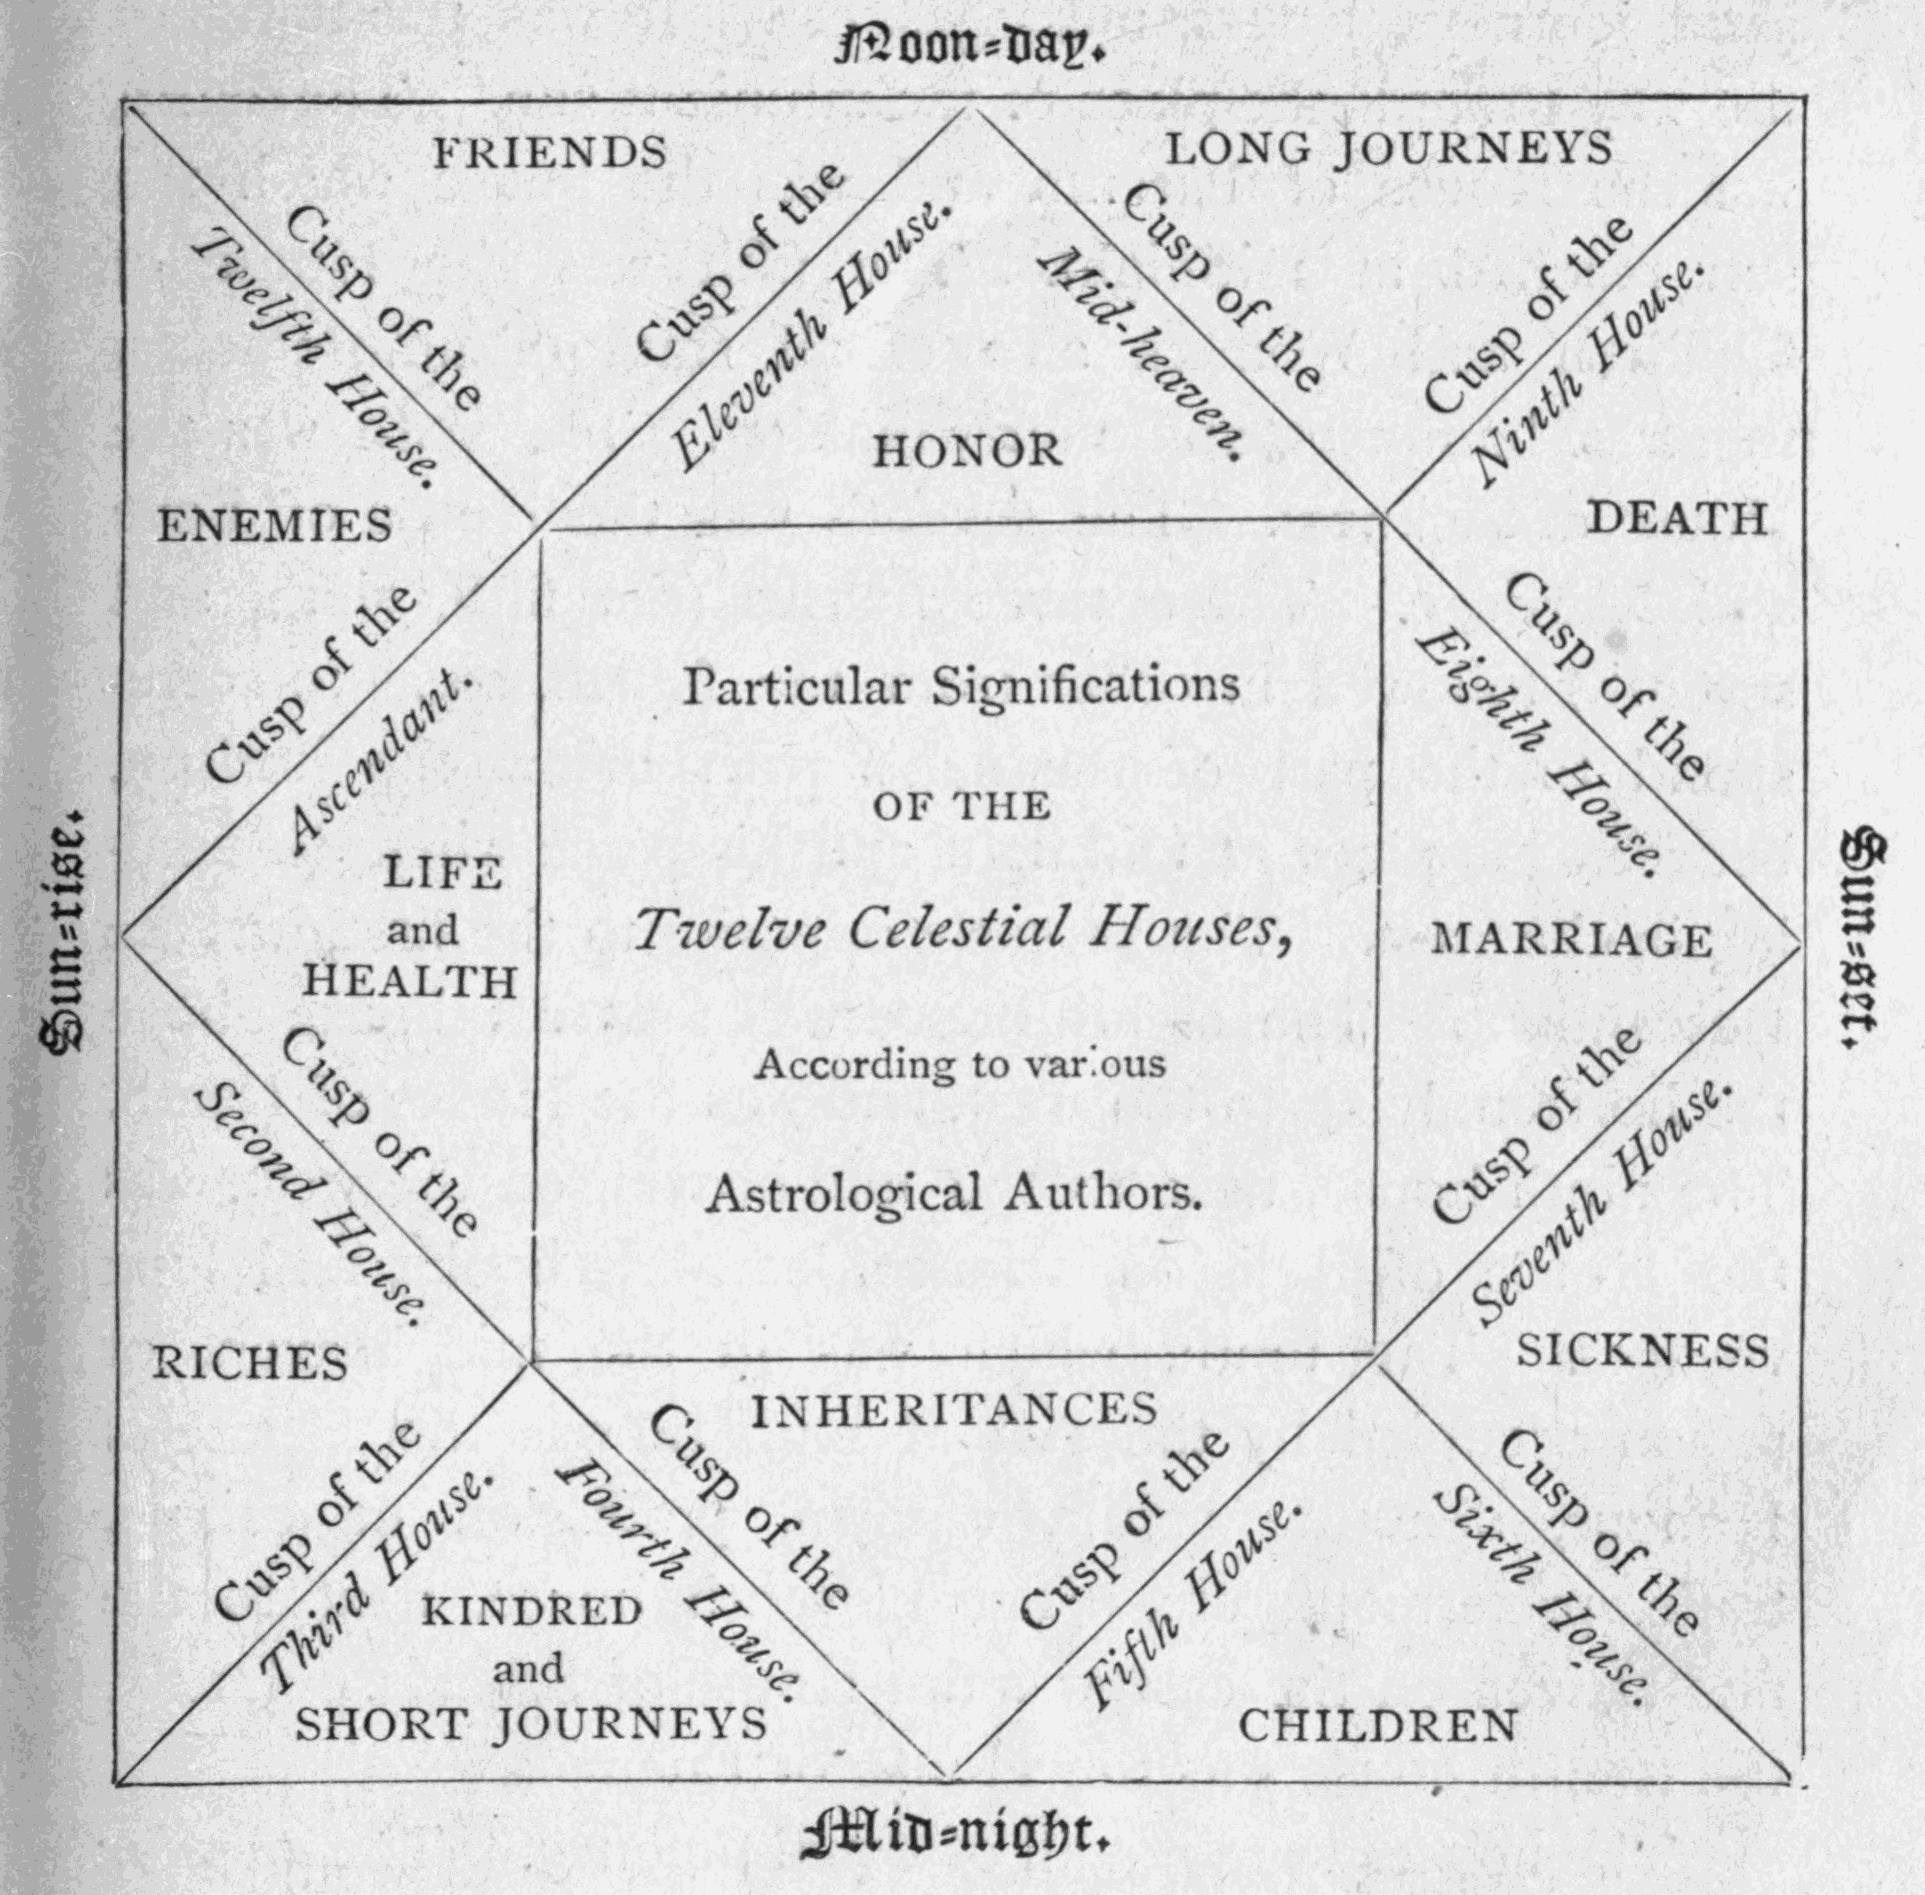 Noon-day.
FRIENDS
LONG JOURNEYS
Cusp of the
Twelfth House.
Cusp of the
Eleventh House.
Cusp of the
Mid-heaven.
Cusp of the
Ninth House.
HONOR
ENEMIES
DEATH
Cusp of the
Ascendant.
Cusp of the
Eighth House.
LIFE
and
HEALTH
Sun-rise.
Particular Significations
OF THE
Twelve Celestial Houses,
According to various
Astrological Authors.
MARRIAGE
Sun-set.
Cusp of the
Second House.
Cusp of the
Seventh House.
RICHES
SICKNESS
INHERITANCES
Cusp of the
Third House.
Cusp of the
Fourth House.
Cusp of the
Fifth House.
Cusp of the
Sixth House.
KINDRED
and
SHORT JOURNEYS
CHILDREN
Mid-night.